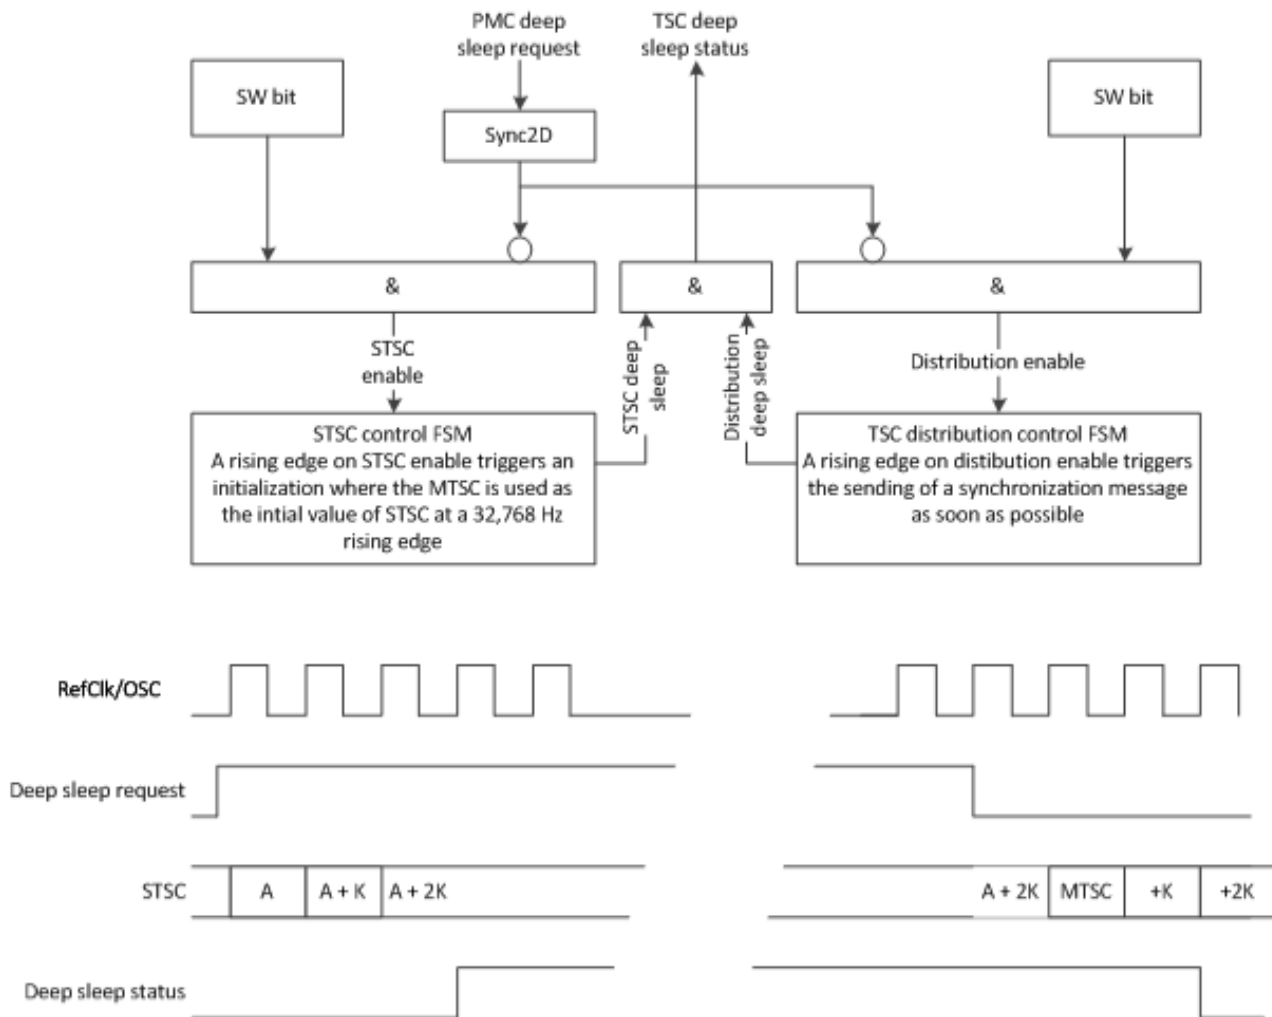 PMC deep
sleep request
TSC deep
sleep status
SW bit
SW bit
Sync2D
&
&
&
STSC
enable
STSC deep
sleep
Distribution
deep sleep
Distribution enable
STSC control FSM
A rising edge on STSC enable triggers an
initialization where the MTSC is used as
the intial value of STSC at a 32,768 Hz
rising edge
TSC distribution control FSM
A rising edge on distibution enable triggers
the sending of a synchronization message
as soon as possible
RefClk/OSC
Deep sleep request
STSC
A
A + K
A + 2K
A + 2K
MTSC
+K
+2K
Deep sleep status